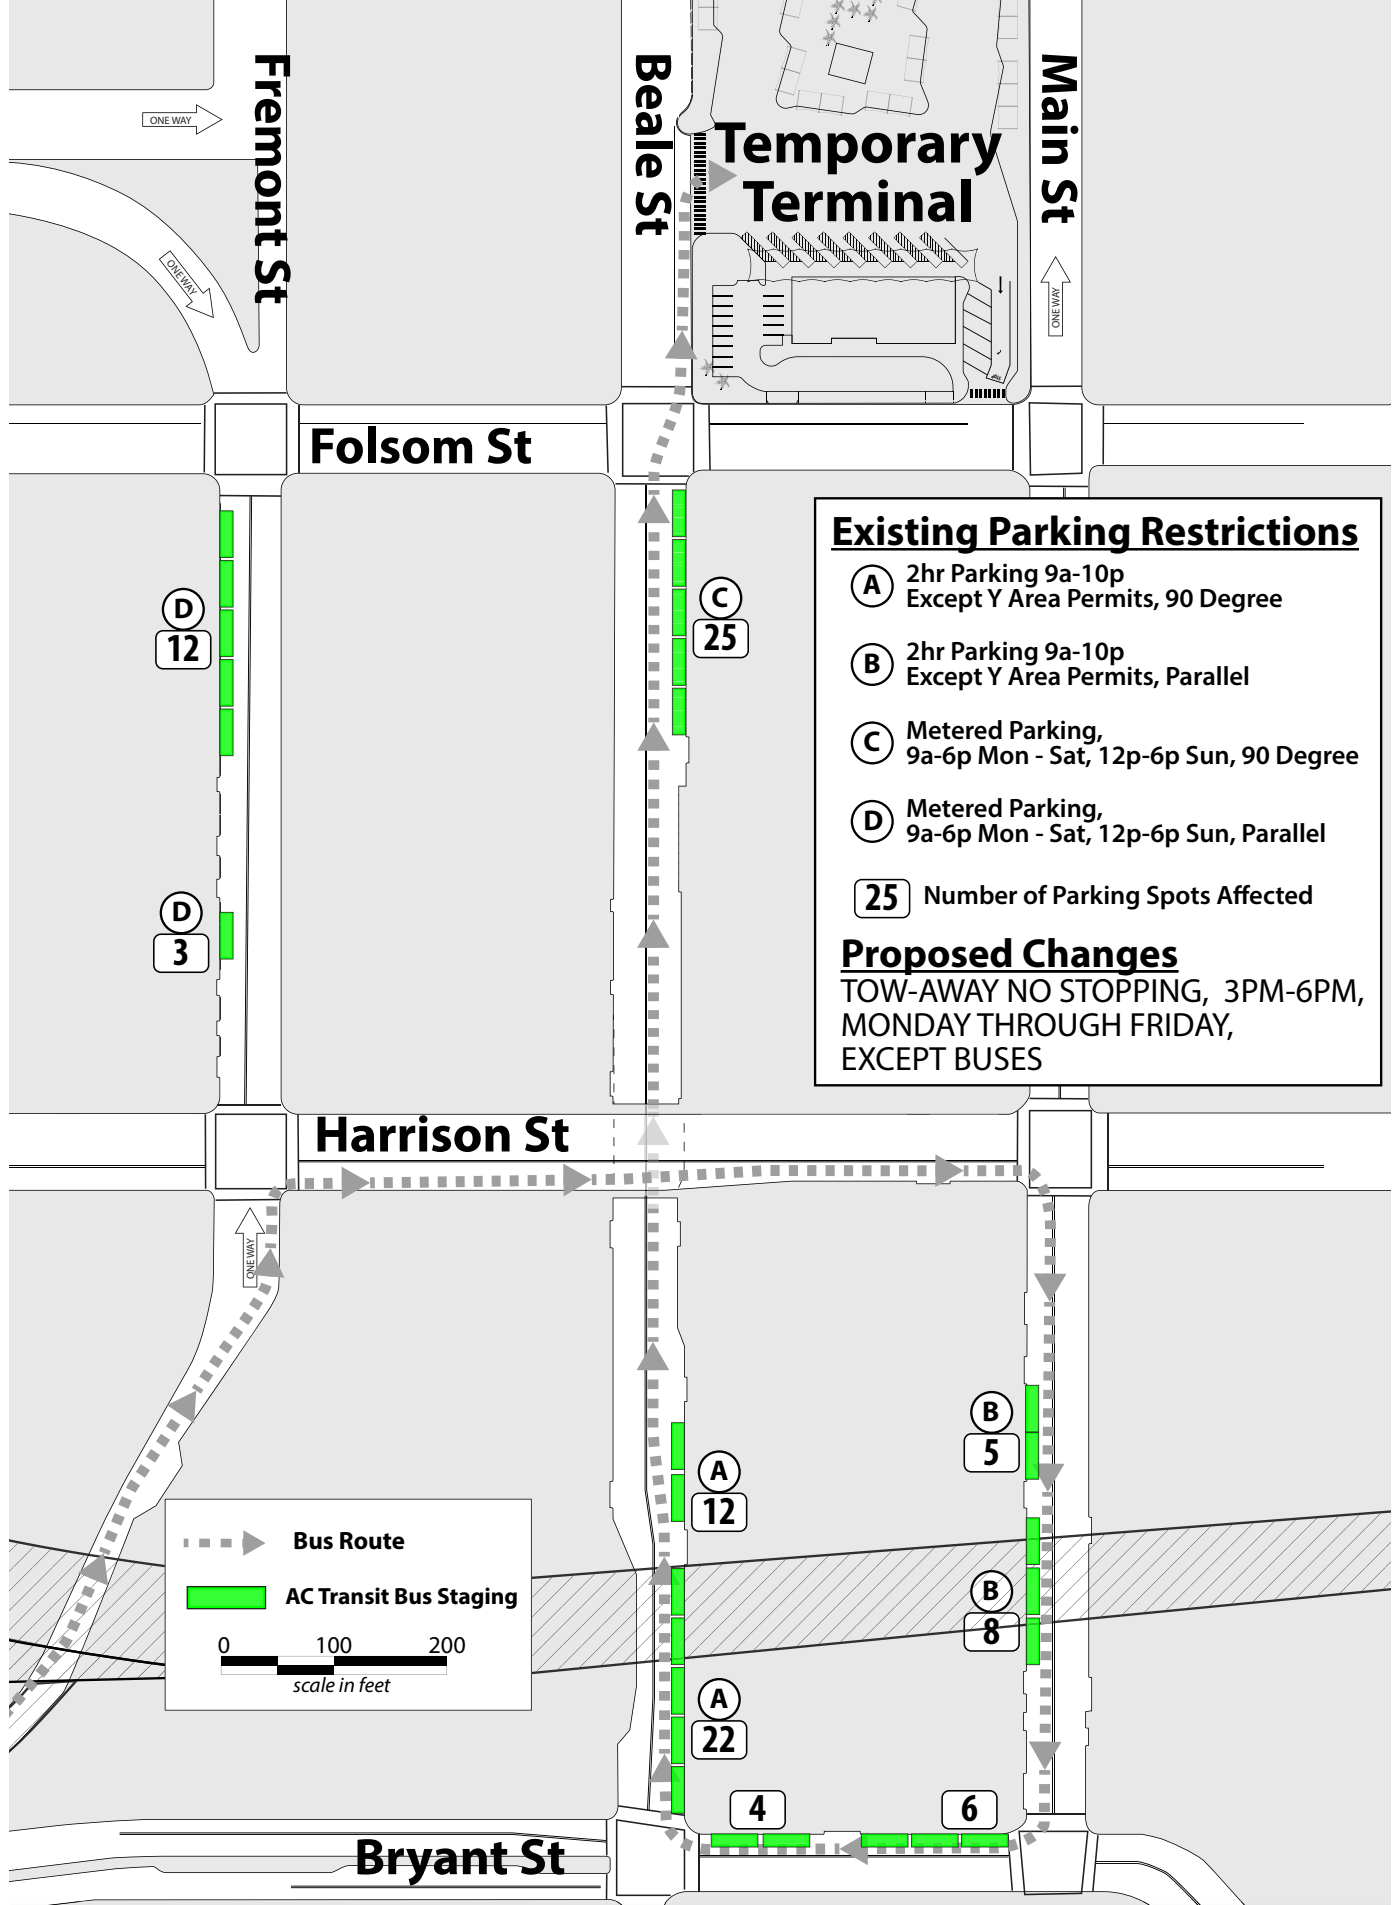 Fremont St
Beale St
Main St
ONE WAY
Temporary
Terminal
ONE WAY
ONE WAY
Folsom St
Existing Parking Restrictions
A 2hr Parking 9a-10p
Except Y Area Permits, 90 Degree
B 2hr Parking 9a-10p
Except Y Area Permits, Parallel
C Metered Parking,
9a-6p Mon - Sat, 12p-6p Sun, 90 Degree
D Metered Parking,
9a-6p Mon - Sat, 12p-6p Sun, Parallel
25 Number of Parking Spots Affected
Proposed Changes
TOW-AWAY NO STOPPING, 3PM-6PM,
MONDAY THROUGH FRIDAY,
EXCEPT BUSES
D
12
C
25
D
3
Harrison St
ONE WAY
B
5
A
12
B
8
A
22
Bus Route
AC Transit Bus Staging
0 100 200
scale in feet
4
6
Bryant St